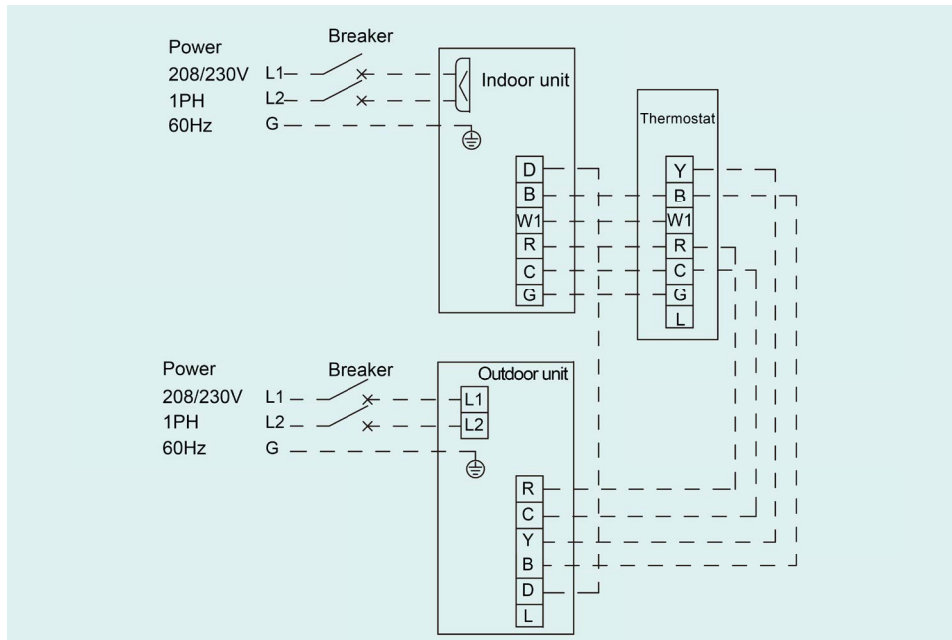 Power
Breaker
208/230V L1
1PH L2
60Hz G
Indoor unit
D
B
W1
R
C
G
Thermostat
Y
B
W1
R
C
G
L
Power
Breaker
208/230V L1
1PH L2
60Hz G
Outdoor unit
L1
L2
R
C
Y
B
D
L